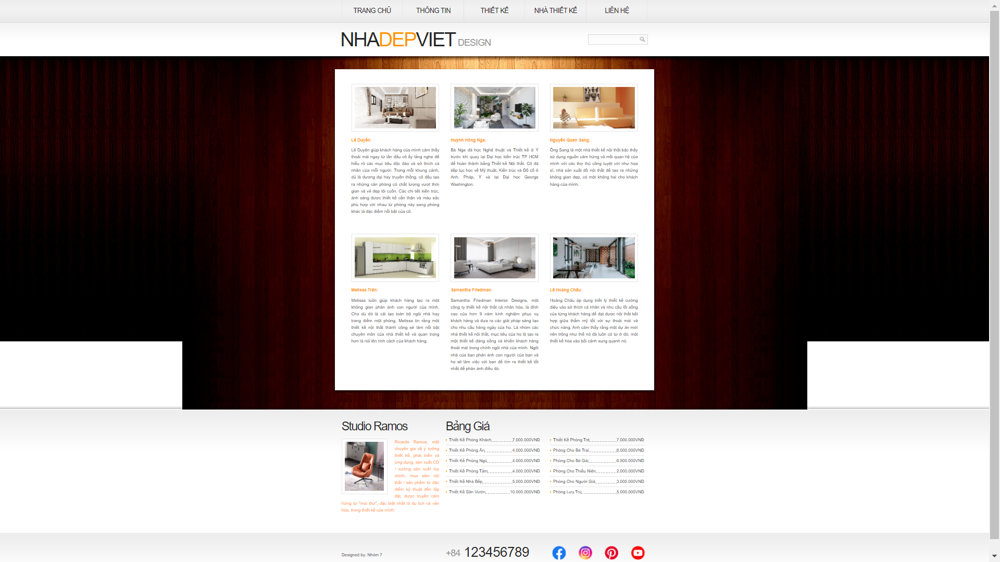 TRANG CHỦ
THÔNG TIN
THIẾT KẾ
NHÀ THIẾT KẾ
LIÊN HỆ
NHADEPVIET DESIGN
Lê Duyên:
Lê Duyên giúp khách hàng của mình cảm thấy
thoải mái ngay từ lần đầu cô ấy lắng nghe để
hiểu rõ các mục tiêu độc đáo và sở thích cá
nhân của mỗi người. Trong mỗi khung cảnh,
dù là đương đại hay truyền thống, cô đều tạo
ra những căn phòng có chất lượng vượt thời
gian và vẻ đẹp lôi cuốn. Các chi tiết kiến trúc,
ánh sáng được thiết kế cẩn thận và màu sắc
phù hợp với nhau từ phòng này sang phòng
khác là đặc điểm nổi bật của cô.
Huỳnh Hồng Nga:
Bà Nga đã học Nghệ thuật và Thiết kế ở Ý
trước khi quay lại Đại học kiến trúc TP HCM
để hoàn thành bằng Thiết kế Nội thất. Cô đã
tiếp tục học về Mỹ thuật, Kiến trúc và Đồ cổ ở
Anh, Pháp, Ý và tại Đại học George
Washington.
Nguyễn Quan Sang:
Ông Sang là một nhà thiết kế nội thất bậc thầy
sử dụng nguồn cảm hứng và mối quan hệ của
mình với các thợ thủ công tuyệt vời như họa
sĩ, nhà sản xuất đồ nội thất để tạo ra những
không gian đẹp, có một không hai cho khách
hàng của mình.
Melissa Trần:
Melissa luôn giúp khách hàng tạo ra một
không gian phản ánh con người của mình.
Cho dù đó là cải tạo toàn bộ ngôi nhà hay
trang điểm một phòng, Melissa tin rằng một
thiết kế nội thất thành công sẽ làm nổi bật
chuyên môn của nhà thiết kế và quan trọng
hơn là nói lên tính cách của khách hàng.
Samantha Friedman:
Samantha Friedman Interior Designs, một
công ty thiết kế nội thất cá nhân hóa, là đỉnh
cao của hơn 9 năm kinh nghiệm phục vụ
khách hàng và đưa ra các giải pháp sáng tạo
cho nhu cầu hàng ngày của họ. Là nhóm các
nhà thiết kế nội thất, mục tiêu của họ là tạo ra
một thiết kế đáng sống và khiến khách hàng
thoải mái trong chính ngôi nhà của mình. Ngôi
nhà của bạn phản ánh con người của bạn và
họ sẽ làm việc với bạn để tìm ra thiết kế tốt
nhất để phản ánh điều đó.
Lê Hoàng Châu:
Hoàng Châu áp dụng triết lý thiết kế cường
điệu vào sở thích cá nhân và nhu cầu lối sống
của từng khách hàng để đạt được nội thất kết
hợp giữa thẩm mỹ tốt với sự thoải mái và
chức năng. Anh cảm thấy rằng một dự án mới
nên trông như thể nó đã luôn có từ ở đó; một
thiết kế hòa vào bối cảnh xung quanh nó.
Studio Ramos
Ricardo Ramos, một
chuyên gia về ý tưởng
thiết kế, phát triển và
ứng dụng, sản xuất CD
/ xưởng sản xuất tùy
chỉnh, mua sắm nội
thất / sản phẩm từ đặc
điểm kỹ thuật đến lắp
đặt, được truyền cảm
hứng từ "mọi thứ", đặc biệt nhất là du lịch và văn
hóa, trong thiết kế của mình.
Bảng Giá
Thiết Kế Phòng Khách 7.000.000VNĐ
Thiết Kế Phòng Ăn 4.000.000VNĐ
Thiết Kế Phòng Ngủ 4.000.000VNĐ
Thiết Kế Phòng Tắm 4.000.000VNĐ
Thiết Kế Nhà Bếp 5.000.000VNĐ
Thiết Kế Sân Vườn 10.000.000VNĐ
Thiết Kế Phòng Trẻ 7.000.000VNĐ
Phòng Cho Bé Trai 6.000.000VNĐ
Phòng Cho Bé Gái 6.500.000VNĐ
Phòng Cho Thiếu Niên 2.000.000VNĐ
Phòng Cho Người Già 3.000.000VNĐ
Phòng Lưu Trú 5.000.000VNĐ
Designed by: Nhóm 7
+84 123456789